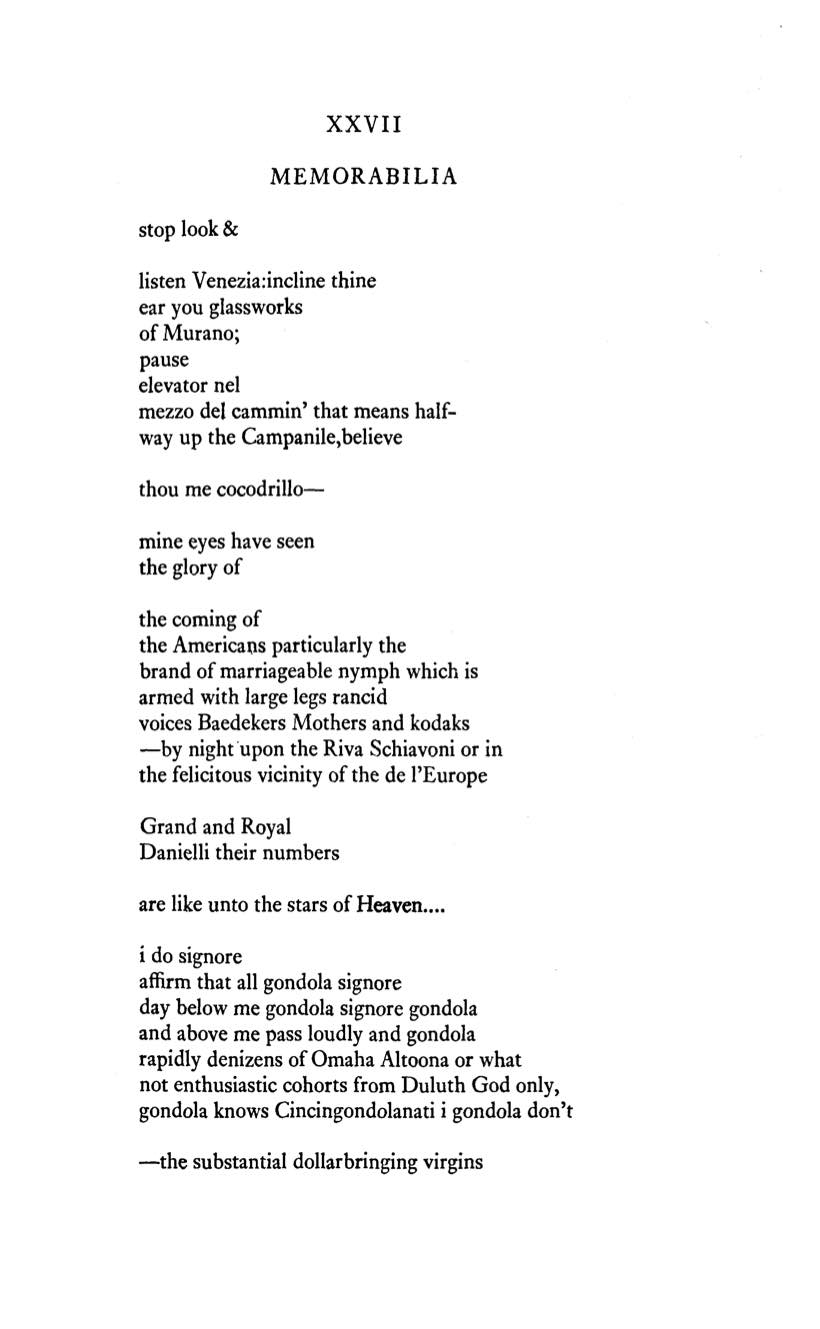 XXVII
MEMORABILIA
stop look &
listen Venezia:incline thine
ear you glassworks
of Murano;
pause
elevator nel
mezzo del cammin' that means half-
way up the Campanile,believe
thou me cocodrillo—
mine eyes have seen
the glory of
the coming of
the Americans particularly the
brand of marriageable nymph which is
armed with large legs rancid
voices Baedekers Mothers and kodaks
—by night upon the Riva Schiavoni or in
the felicitous vicinity of the de l'Europe
Grand and Royal
Danielli their numbers
are like unto the stars of Heaven....
i do signore
affirm that all gondola signore
day below me gondola signore gondola
and above me pass loudly and gondola
rapidly denizens of Omaha Altoona or what
not enthusiastic cohorts from Duluth God only,
gondola knows Cincingondolanati i gondola don't
—the substantial dollarbringing virgins